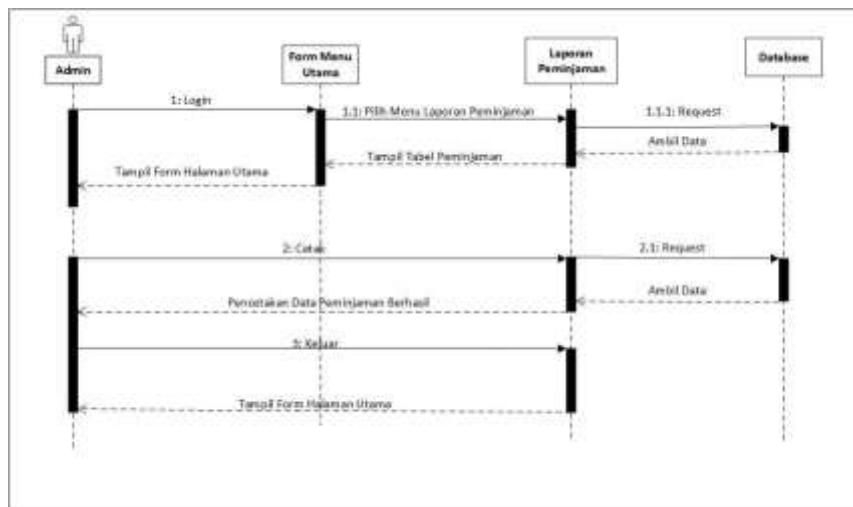 Admin
Form Menu
Utama
Laporan
Peminjaman
Database
1: Login
1.1: Pilih Menu Laporan Peminjaman
1.1.1: Request
Ambil Data
Tampil Tabel Peminjaman
Tampil Form Halaman Utama
2: Cetak
2.1: Request
Ambil Data
Pencetakan Data Peminjaman Berhasil
3: Keluar
Tampil Form Halaman Utama